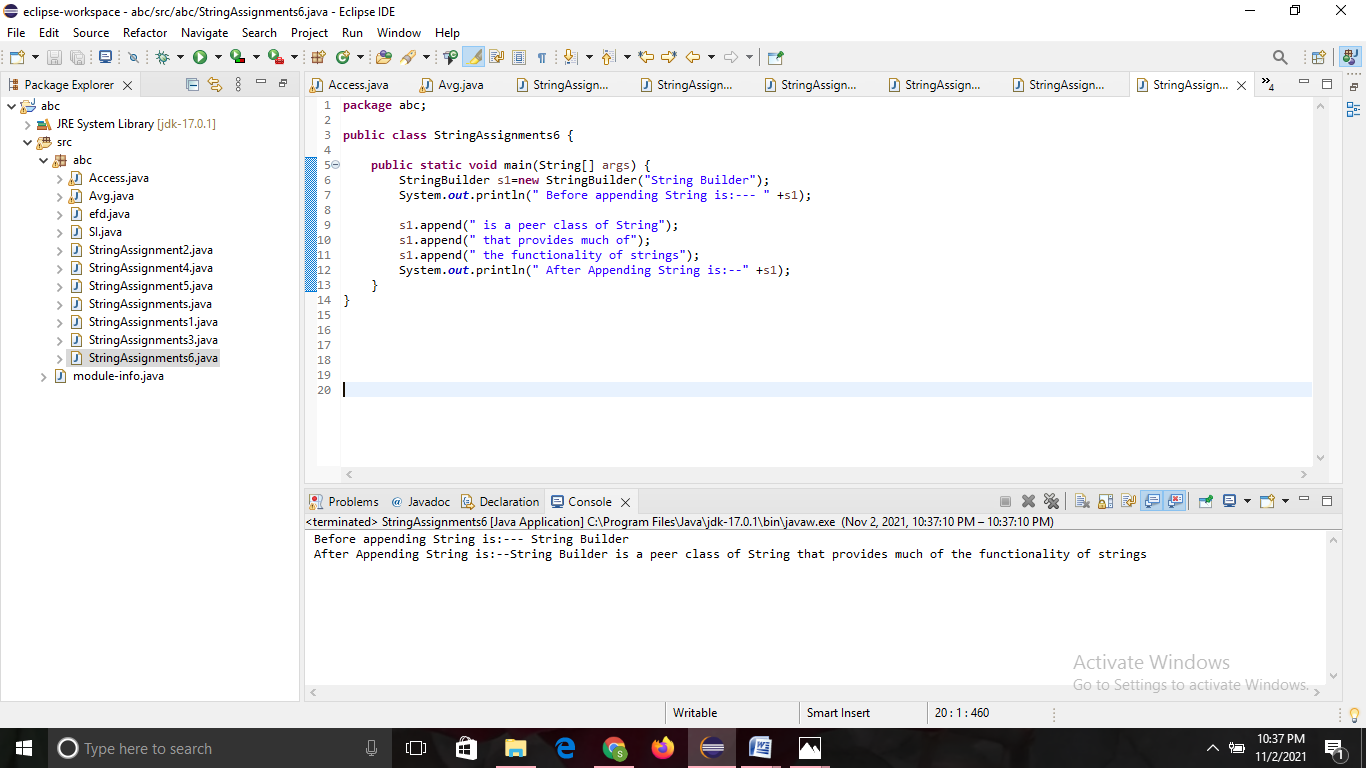 eclipse-workspace - abc/src/abc/StringAssignments6.java - Eclipse IDE
File Edit Source Refactor Navigate Search Project Run Window Help
Package Explorer
abc
JRE System Library [jdk-17.0.1]
src
abc
Access.java
Avg.java
efd.java
SI.java
StringAssignment2.java
StringAssignment4.java
StringAssignment5.java
StringAssignments.java
StringAssignments1.java
StringAssignments3.java
StringAssignments6.java
module-info.java
Access.java Avg.java StringAssign... StringAssign... StringAssign... StringAssign... StringAssign... StringAssign... »4
1 package abc;
2
3 public class StringAssignments6 {
4
5 public static void main(String[] args) {
6 StringBuilder s1=new StringBuilder("String Builder");
7 System.out.println(" Before appending String is:--- " +s1);
8
9 s1.append(" is a peer class of String");
10 s1.append(" that provides much of");
11 s1.append(" the functionality of strings");
12 System.out.println(" After Appending String is:--" +s1);
13 }
14 }
15
16
17
18
19
20
Problems @ Javadoc Declaration Console
<terminated> StringAssignments6 [Java Application] C:\Program Files\Java\jdk-17.0.1\bin\javaw.exe (Nov 2, 2021, 10:37:10 PM – 10:37:10 PM)
Before appending String is:--- String Builder
After Appending String is:--String Builder is a peer class of String that provides much of the functionality of strings
Activate Windows
Go to Settings to activate Windows.
Writable Smart Insert 20 : 1 : 460
Type here to search
10:37 PM
11/2/2021
1